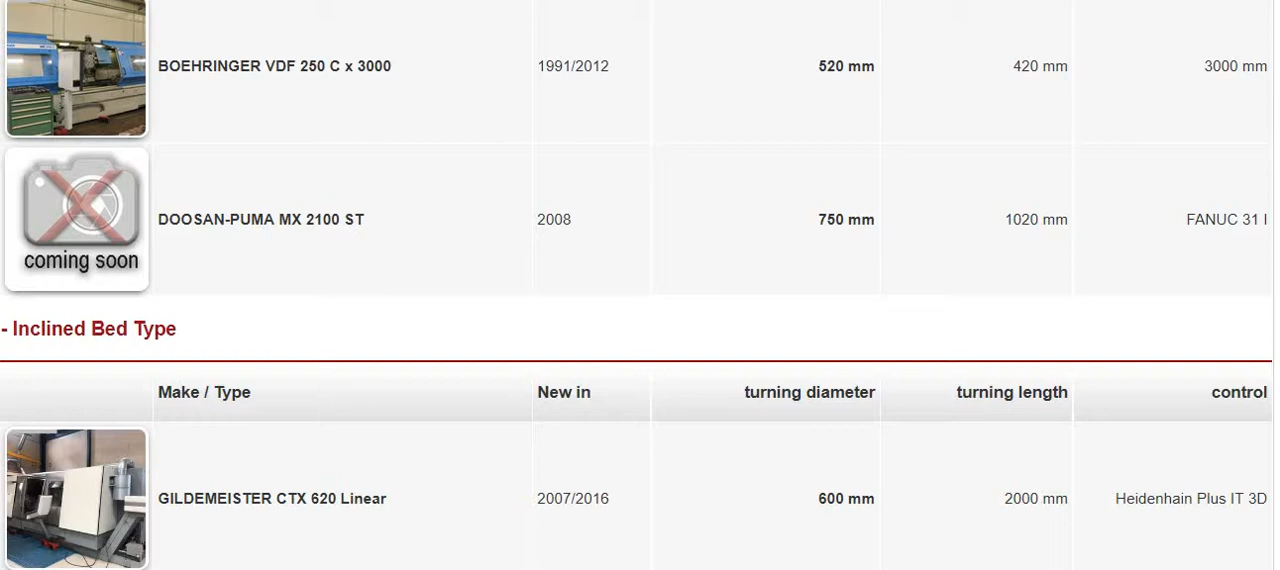 BOEHRINGER VDF 250 C x 3000 1991/2012 520 mm 420 mm 3000 mm
coming soon
DOOSAN-PUMA MX 2100 ST 2008 750 mm 1020 mm FANUC 31 I
- Inclined Bed Type
Make / Type New in turning diameter turning length control
GILDEMEISTER CTX 620 Linear 2007/2016 600 mm 2000 mm Heidenhain Plus IT 3D